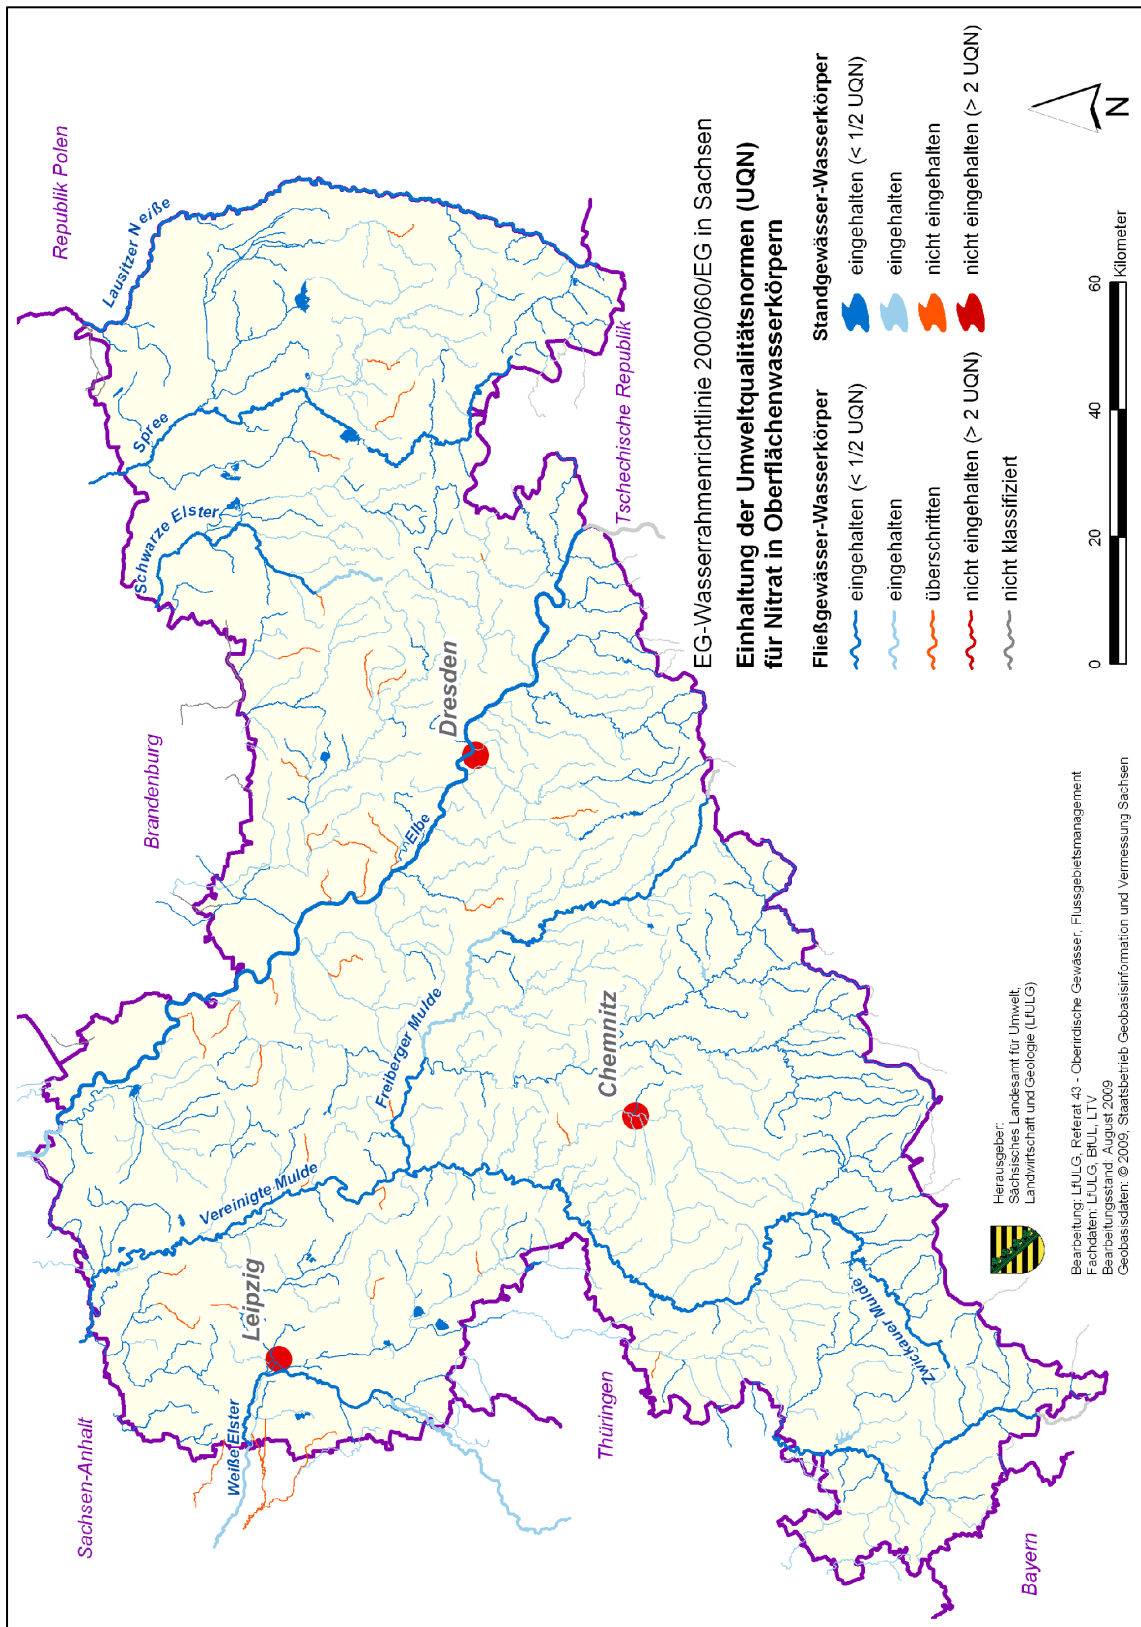 Republik Polen
Lausitzer Neiße
Spree
Schwarze Elster
Tschechische Republik
Brandenburg
Dresden
Elbe
Freiberger Mulde
Chemnitz
Vereinigte Mulde
Leipzig
Weiße Elster
Sachsen-Anhalt
Thüringen
Zwickauer Mulde
Bayern
EG-Wasserrahmenrichtlinie 2000/60/EG in Sachsen
Einhaltung der Umweltqualitätsnormen (UQN)
für Nitrat in Oberflächenwasserkörpern
Fließgewässer-Wasserkörper
eingehalten (< 1/2 UQN)
eingehalten
überschritten
nicht eingehalten (> 2 UQN)
nicht klassifiziert
Standgewässer-Wasserkörper
eingehalten (< 1/2 UQN)
eingehalten
nicht eingehalten
nicht eingehalten (> 2 UQN)
0 20 40 60
Kilometer
N
Herausgeber:
Sächsisches Landesamt für Umwelt,
Landwirtschaft und Geologie (LfULG)
Bearbeitung: LfULG, Referat 43 - Oberirdische Gewässer, Flussgebietsmanagement
Fachdaten: LfULG, BfUL, LTV
Bearbeitungsstand: August 2009
Geobasisdaten: © 2009, Staatsbetrieb Geobasisinformation und Vermessung Sachsen